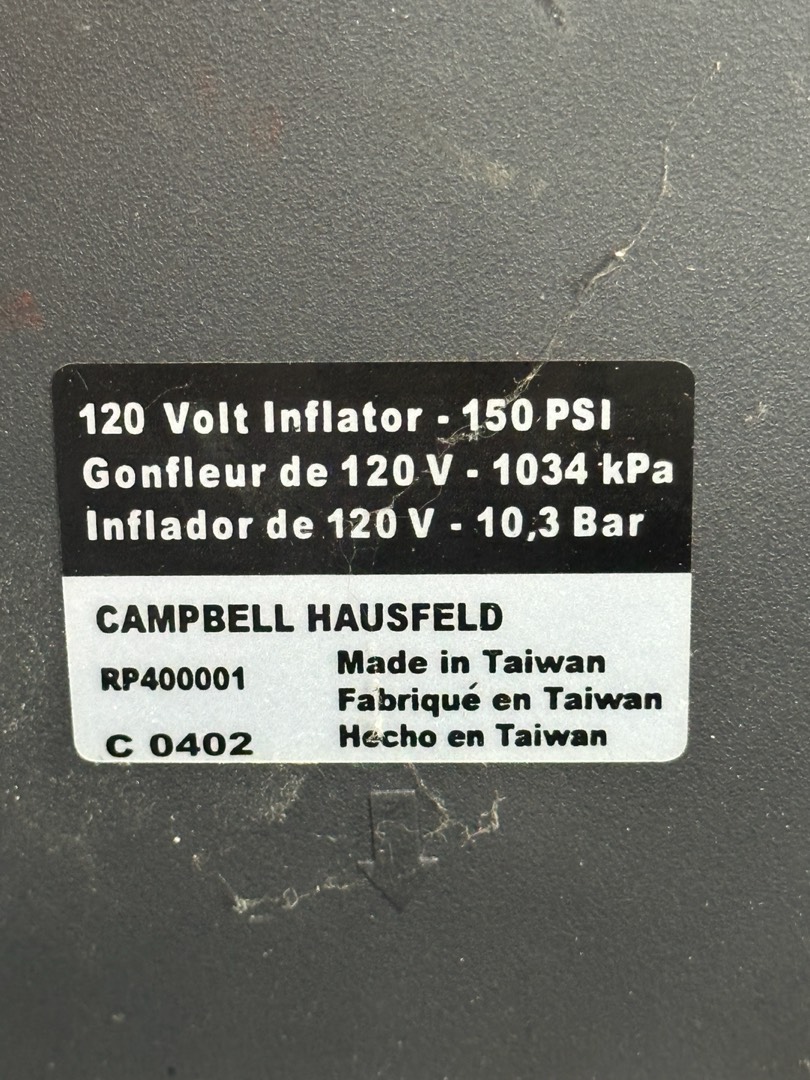 120 Volt Inflator - 150 PSI
Gonfleur de 120 V - 1034 kPa
Inflador de 120 V - 10,3 Bar
CAMPBELL HAUSFELD
RP400001
Made in Taiwan
Fabriqué en Taiwan
C 0402
Hecho en Taiwan